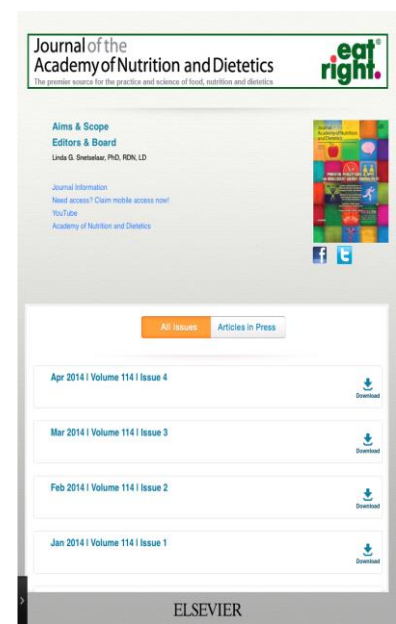 Journal of the
Academy of Nutrition and Dietetics
The premier source for the practice and science of food, nutrition and dietetics
eat
right.
Aims & Scope
Editors & Board
Linda G. Snetselaar, PhD, RDN, LD
Journal Information
Need access? Claim mobile access now!
YouTube
Academy of Nutrition and Dietetics
All Issues
Articles in Press
Apr 2014 | Volume 114 | Issue 4
Download
Mar 2014 | Volume 114 | Issue 3
Download
Feb 2014 | Volume 114 | Issue 2
Download
Jan 2014 | Volume 114 | Issue 1
Download
ELSEVIER